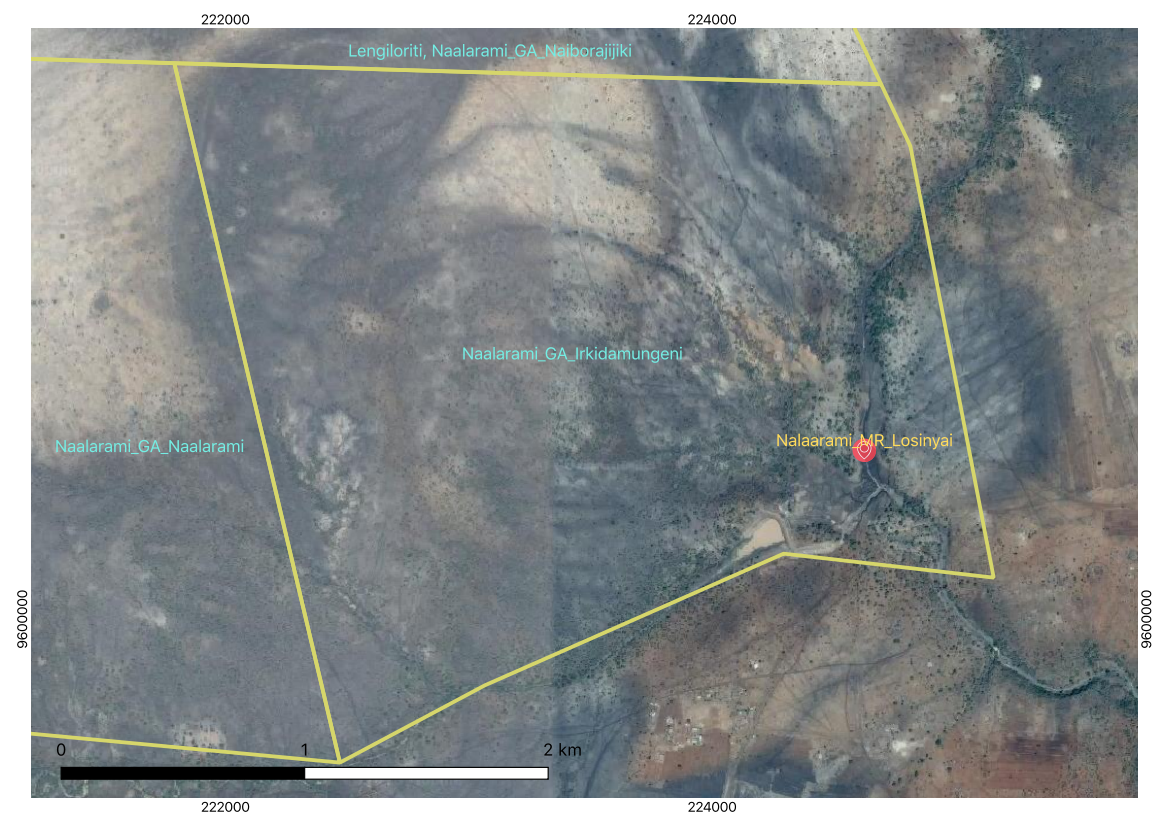 222000 224000
Lengiloriti, Naalarami_GA_Naiborajijiki
Naalarami_GA_Irkidamungeni
Nalaarami_MR_Losinyai
Naalarami_GA_Naalarami
9600000 9600000
0 1 2 km
222000 224000